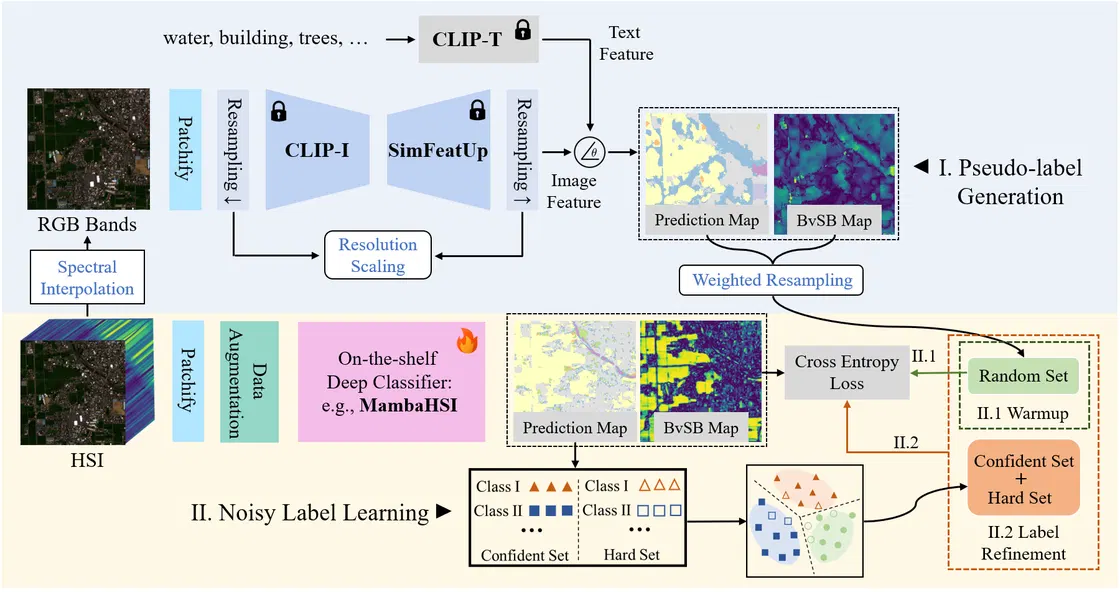 water, building, trees, …
CLIP-T
Text
Feature
Patchify
Resampling ↓
CLIP-I
SimFeatUp
Resampling ↑
θ
Image
Feature
Prediction Map
BvSB Map
I. Pseudo-label
Generation
RGB Bands
Resolution
Scaling
Spectral
Interpolation
Weighted Resampling
Patchify
Data
Augmentation
On-the-shelf
Deep Classifier:
e.g., MambaHSI
Prediction Map
BvSB Map
Cross Entropy
Loss
II.1
Random Set
II.1 Warmup
II.2
HSI
Confident Set
+
Hard Set
II.2 Label
Refinement
II. Noisy Label Learning
Class I
Class II
•••
Confident Set
Class I
Class II
•••
Hard Set